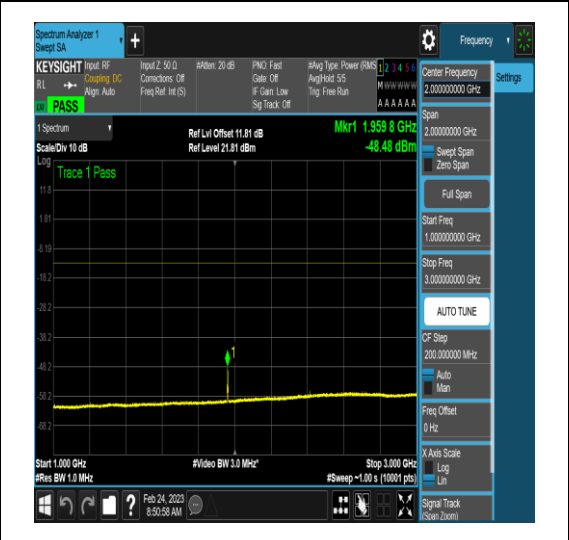 Spectrum Analyzer 1
Swept SA
Frequency
KEYSIGHT
RL
PASS
Input: RF
Coupling: DC
Align: Auto
Input Z: 50 Ω
Corrections: Off
Freq Ref: Int (S)
#Atten: 20 dB
PNO: Fast
Gate: Off
IF Gain: Low
Sig Track: Off
#Avg Type: Power (RMS
Avg|Hold: 5/5
Trig: Free Run
1 2 3 4 5 6
M w w w w w
A A A A A A
1 Spectrum
Scale/Div 10 dB
Ref Lvl Offset 11.81 dB
Ref Level 21.81 dBm
Mkr1 1.959 8 GHz
-48.48 dBm
Log
Trace 1 Pass
11.8
1.81
-8.19
-18.2
-28.2
-38.2
-48.2
-58.2
-68.2
1
Start 1.000 GHz
#Res BW 1.0 MHz
#Video BW 3.0 MHz*
Stop 3.000 GHz
#Sweep ~1.00 s (10001 pts)
Feb 24, 2023
8:50:58 AM
Center Frequency
2.000000000 GHz
Span
2.00000000 GHz
Swept Span
Zero Span
Full Span
Start Freq
1.000000000 GHz
Stop Freq
3.000000000 GHz
AUTO TUNE
CF Step
200.000000 MHz
Auto
Man
Freq Offset
0 Hz
X Axis Scale
Log
Lin
Signal Track
(Span Zoom)
Settings